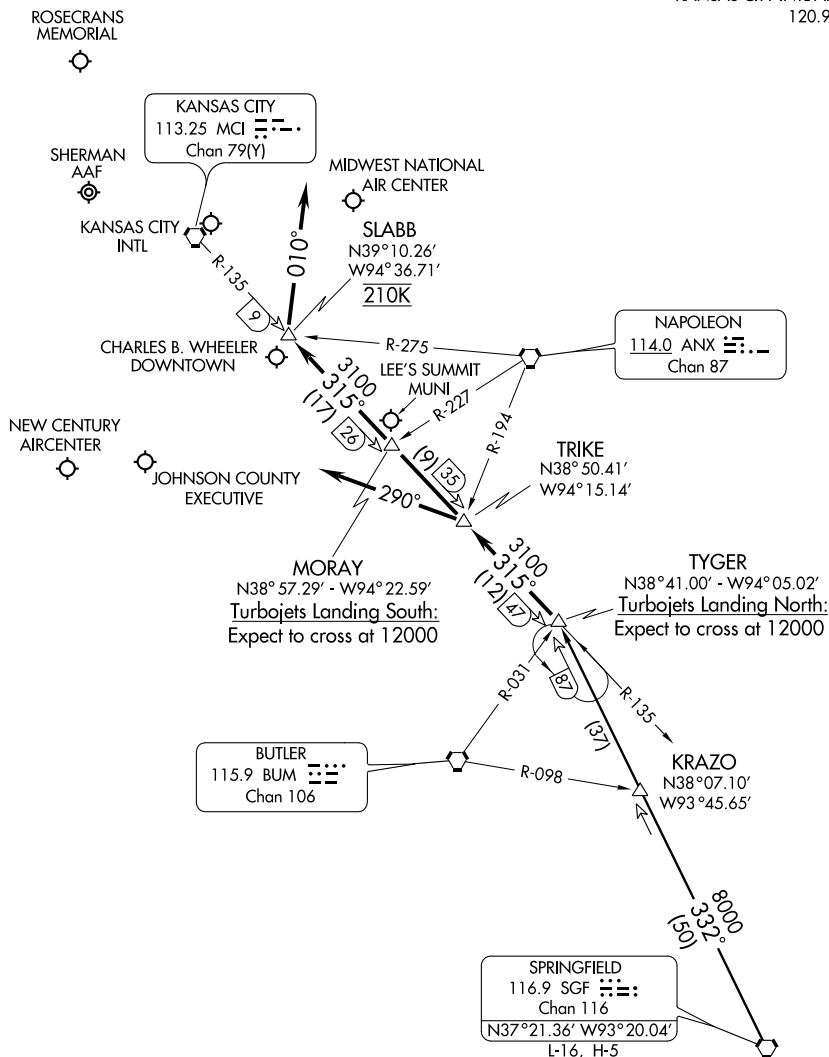 120.9
ROSECRANS
MEMORIAL
KANSAS CITY
113.25 MCI
Chan 79(Y)
SHERMAN
AAF
MIDWEST NATIONAL
AIR CENTER
KANSAS CITY
INTL
SLABB
N39°10.26'
W94°36.71'
210K
010°
R-135
9
NAPOLEON
114.0 ANX
Chan 87
R-275
CHARLES B. WHEELER
DOWNTOWN
LEE'S SUMMIT
MUNI
3100
315°
(17)
26
R-227
R-194
NEW CENTURY
AIRCENTER
JOHNSON COUNTY
EXECUTIVE
(9)
35
TRIKE
N38°50.41'
W94°15.14'
290°
MORAY
N38°57.29' - W94°22.59'
Turbojets Landing South:
Expect to cross at 12000
3100
315°
(12)
47
TYGER
N38°41.00' - W94°05.02'
Turbojets Landing North:
Expect to cross at 12000
R-031
87
R-135
(37)
BUTLER
115.9 BUM
Chan 106
R-098
KRAZO
N38°07.10'
W93°45.65'
8000
332°
(50)
SPRINGFIELD
116.9 SGF
Chan 116
N37°21.36' W93°20.04'
L-16, H-5